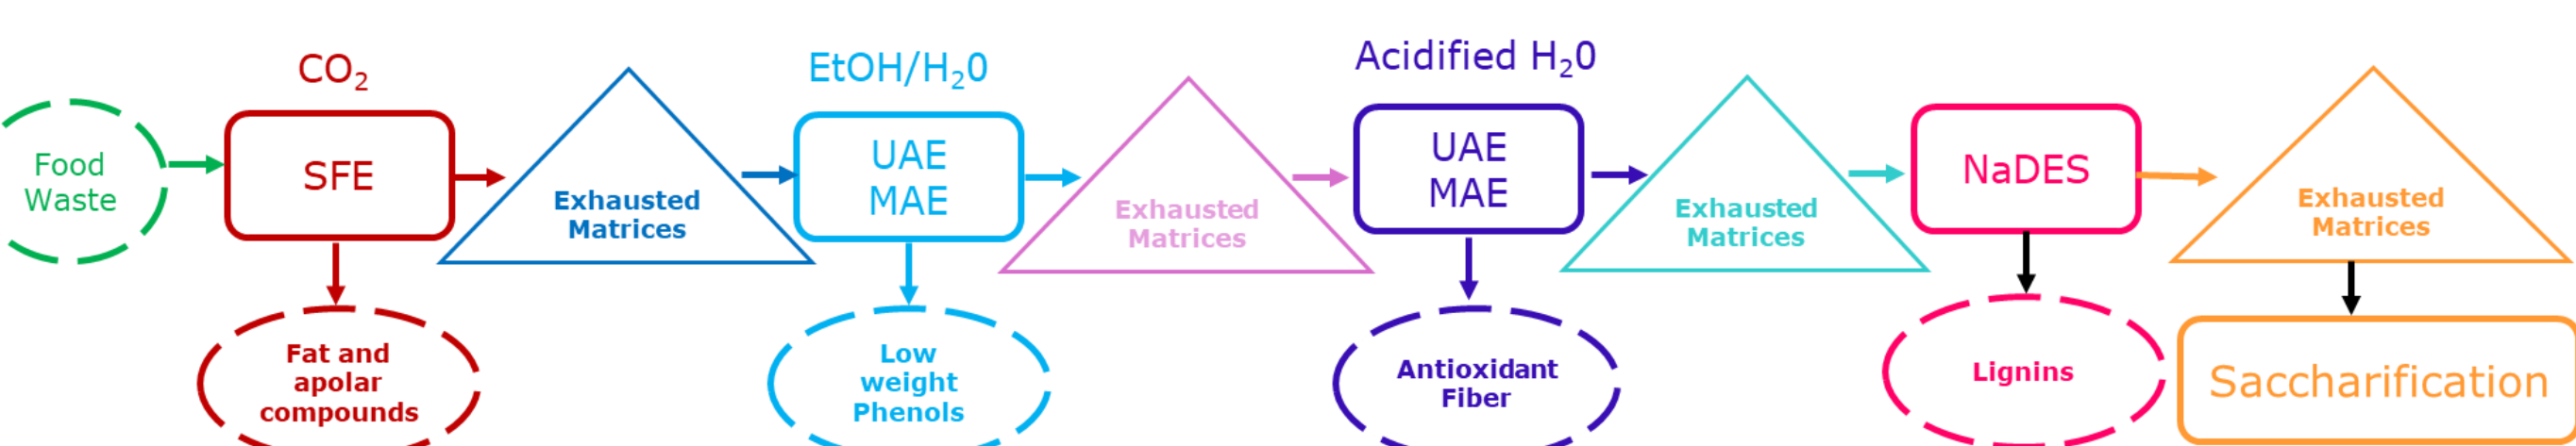 Food
Waste
CO₂
SFE
Fat and
apolar
compounds
Exhausted
Matrices
EtOH/H₂0
UAE
MAE
Low
weight
Phenols
Exhausted
Matrices
Acidified H₂0
UAE
MAE
Antioxidant
Fiber
Exhausted
Matrices
NaDES
Lignins
Exhausted
Matrices
Saccharification